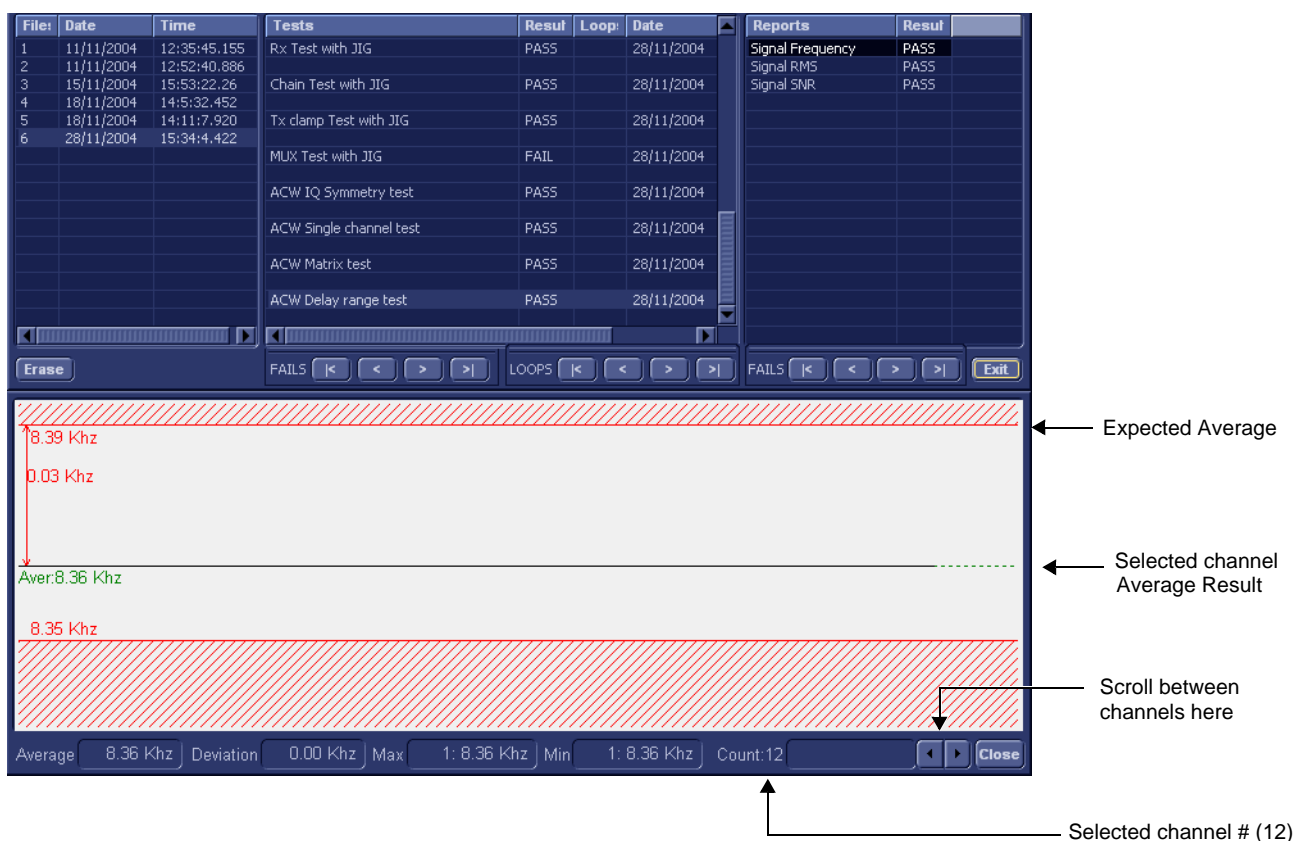 Files Date Time
1 11/11/2004 12:35:45.155
2 11/11/2004 12:52:40.886
3 15/11/2004 15:53:22.26
4 18/11/2004 14:5:32.452
5 18/11/2004 14:11:7.920
6 28/11/2004 15:34:4.422
Erase
Tests Result Loops Date
Rx Test with JIG PASS 28/11/2004
Chain Test with JIG PASS 28/11/2004
Tx clamp Test with JIG PASS 28/11/2004
MUX Test with JIG FAIL 28/11/2004
ACW IQ Symmetry test PASS 28/11/2004
ACW Single channel test PASS 28/11/2004
ACW Matrix test PASS 28/11/2004
ACW Delay range test PASS 28/11/2004
FAILS |< < > >| LOOPS |< < > >|
Reports Result
Signal Frequency PASS
Signal RMS PASS
Signal SNR PASS
FAILS |< < > >| Exit
8.39 Khz
0.03 Khz
Aver:8.36 Khz
8.35 Khz
Average 8.36 Khz Deviation 0.00 Khz Max 1: 8.36 Khz Min 1: 8.36 Khz Count:12 Close
Expected Average
Selected channel
Average Result
Scroll between
channels here
Selected channel # (12)